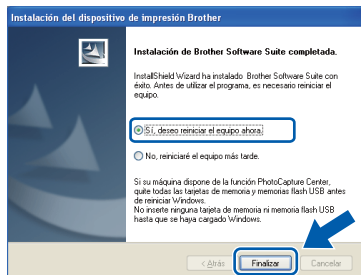 Instalación del dispositivo de impresión Brother
Instalación de Brother Software Suite completada.
InstallShield Wizard ha instalado Brother Software Suite con
éxito. Antes de utilizar el programa, es necesario reiniciar el
equipo.
Sí, deseo reiniciar el equipo ahora.
No, reiniciaré el equipo más tarde.
Si su máquina dispone de la función PhotoCapture Center,
quite todas las tarjetas de memoria y memorias flash USB antes
de reiniciar Windows.
No inserte ninguna tarjeta de memoria ni memoria flash USB
hasta que se haya cargado Windows.
< Atrás Finalizar Cancelar